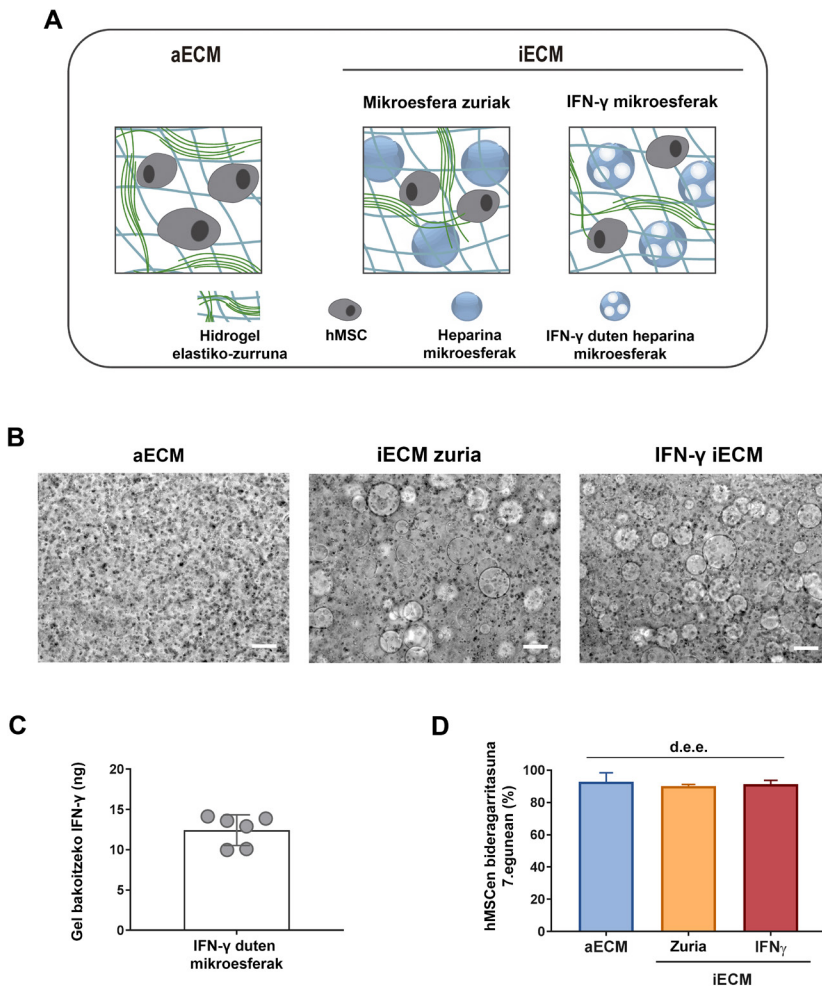 A
aECM
iECM
Mikroesfera zuriak
IFN-γ mikroesferak
Hidrogel
elastiko-zurruna
hMSC
Heparina
mikroesferak
IFN-γ duten heparina
mikroesferak
B
aECM
iECM zuria
IFN-γ iECM
C
Gel bakoitzeko IFN-γ (ng)
20
15
10
5
0
IFN-γ duten
mikroesferak
D
d.e.e.
hMSCen bideragarritasuna
7.egunean (%)
100
80
60
40
20
0
aECM
Zuria
IFNγ
iECM